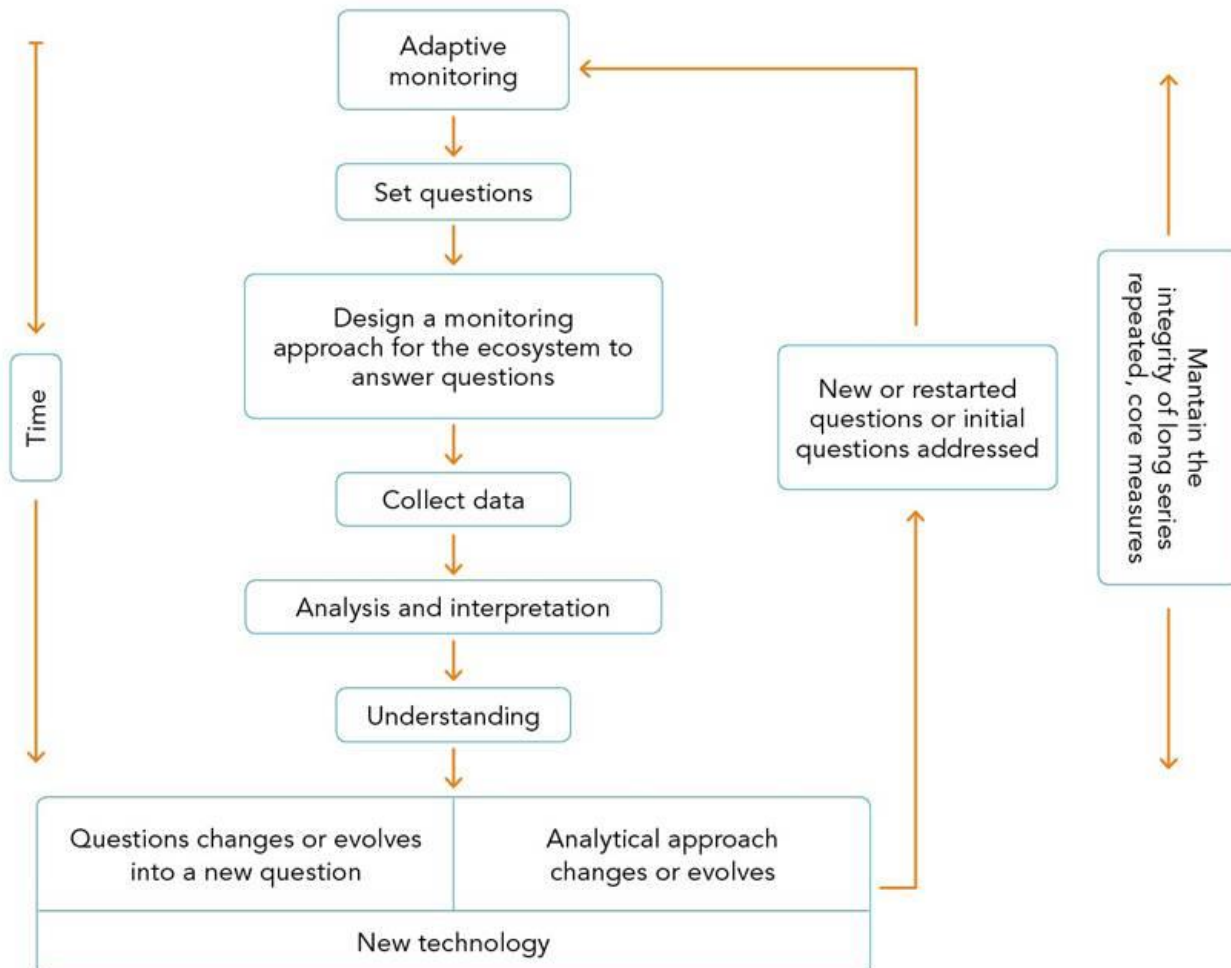 Adaptive
monitoring
Set questions
Design a monitoring
approach for the ecosystem to
answer questions
Collect data
Analysis and interpretation
Understanding
Questions changes or evolves
into a new question
Analytical approach
changes or evolves
New technology
New or restarted
questions or initial
questions addressed
Time
Mantain the
integrity of long series
repeated, core measures